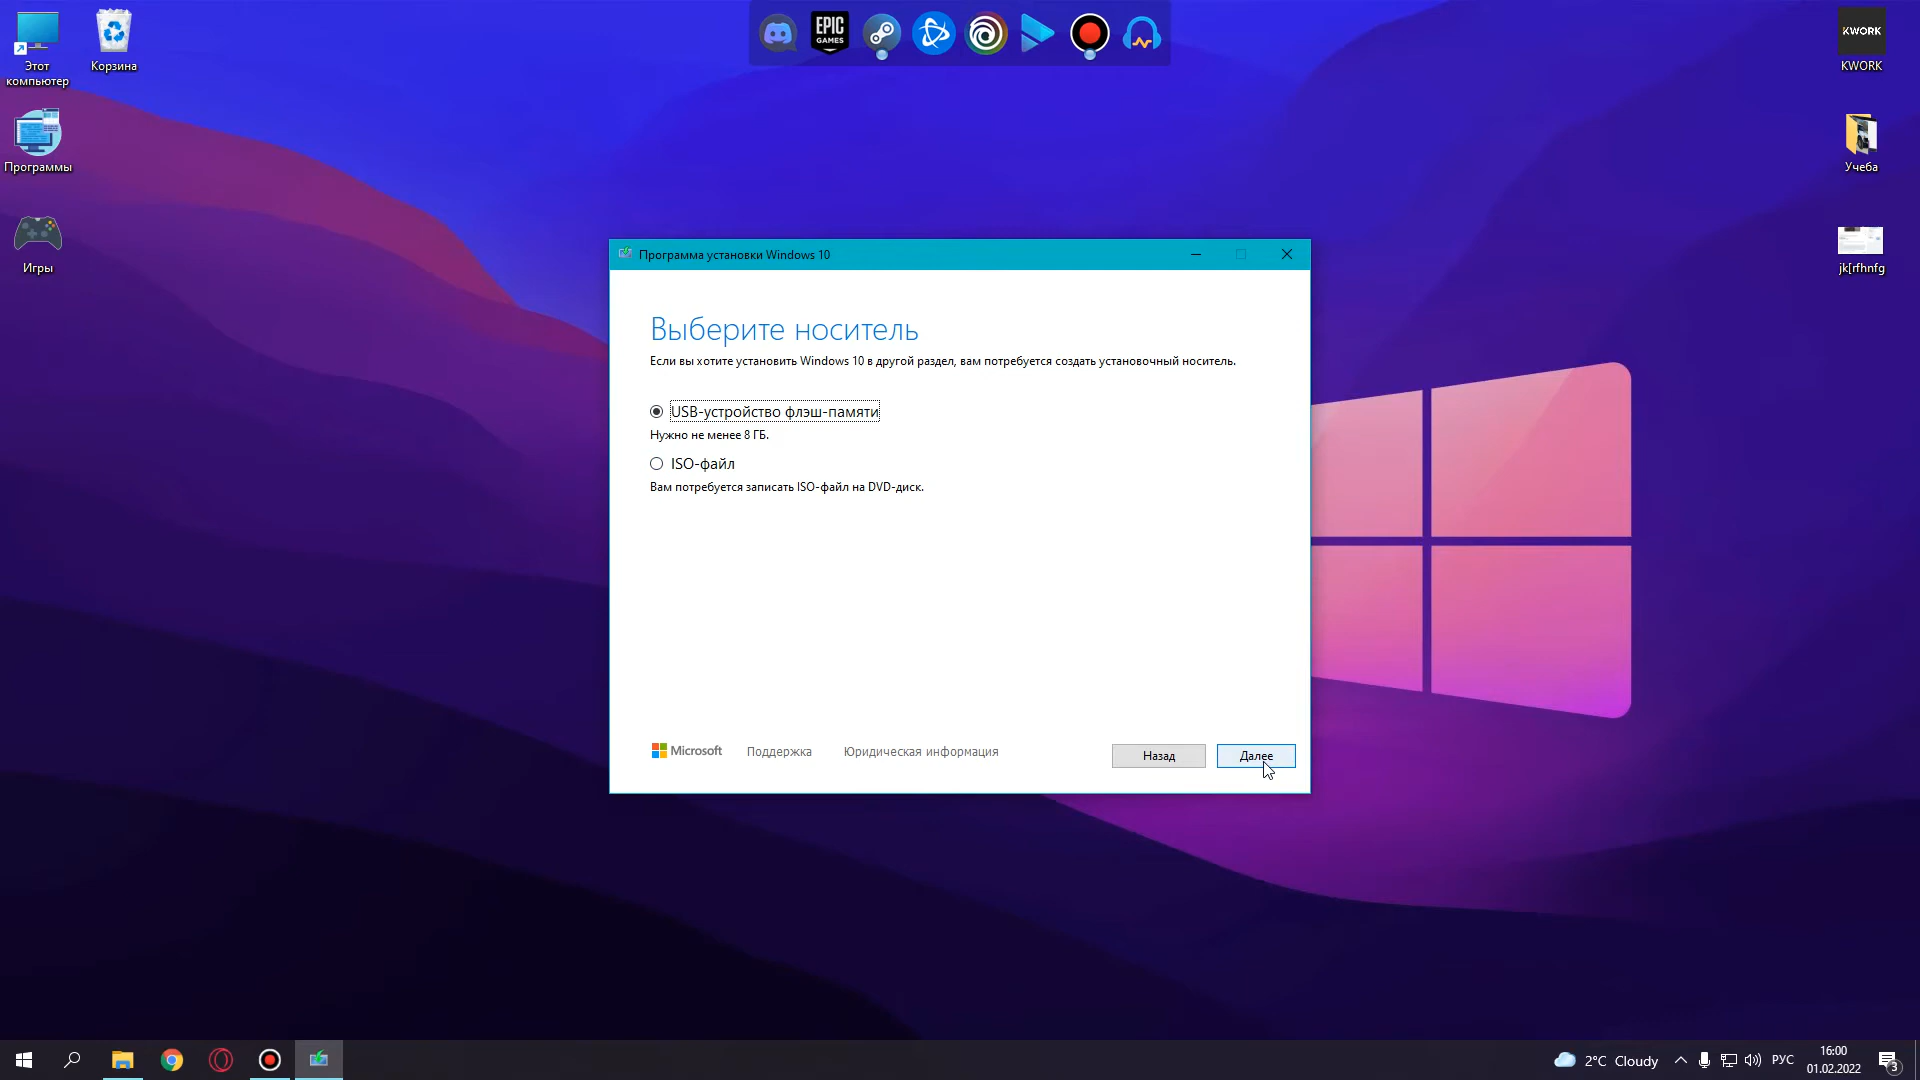 EPIC
GAMES
Этот
компьютер
Корзина
KWORK
KWORK
Программы
Учеба
Игры
jk[rfhnfg
Программа установки Windows 10
Выберите носитель
Если вы хотите установить Windows 10 в другой раздел, вам потребуется создать установочный носитель.
USB-устройство флэш-памяти
Нужно не менее 8 ГБ.
ISO-файл
Вам потребуется записать ISO-файл на DVD-диск.
Microsoft
Поддержка
Юридическая информация
Назад
Далее
2°C Cloudy
РУС
16:00
01.02.2022
3